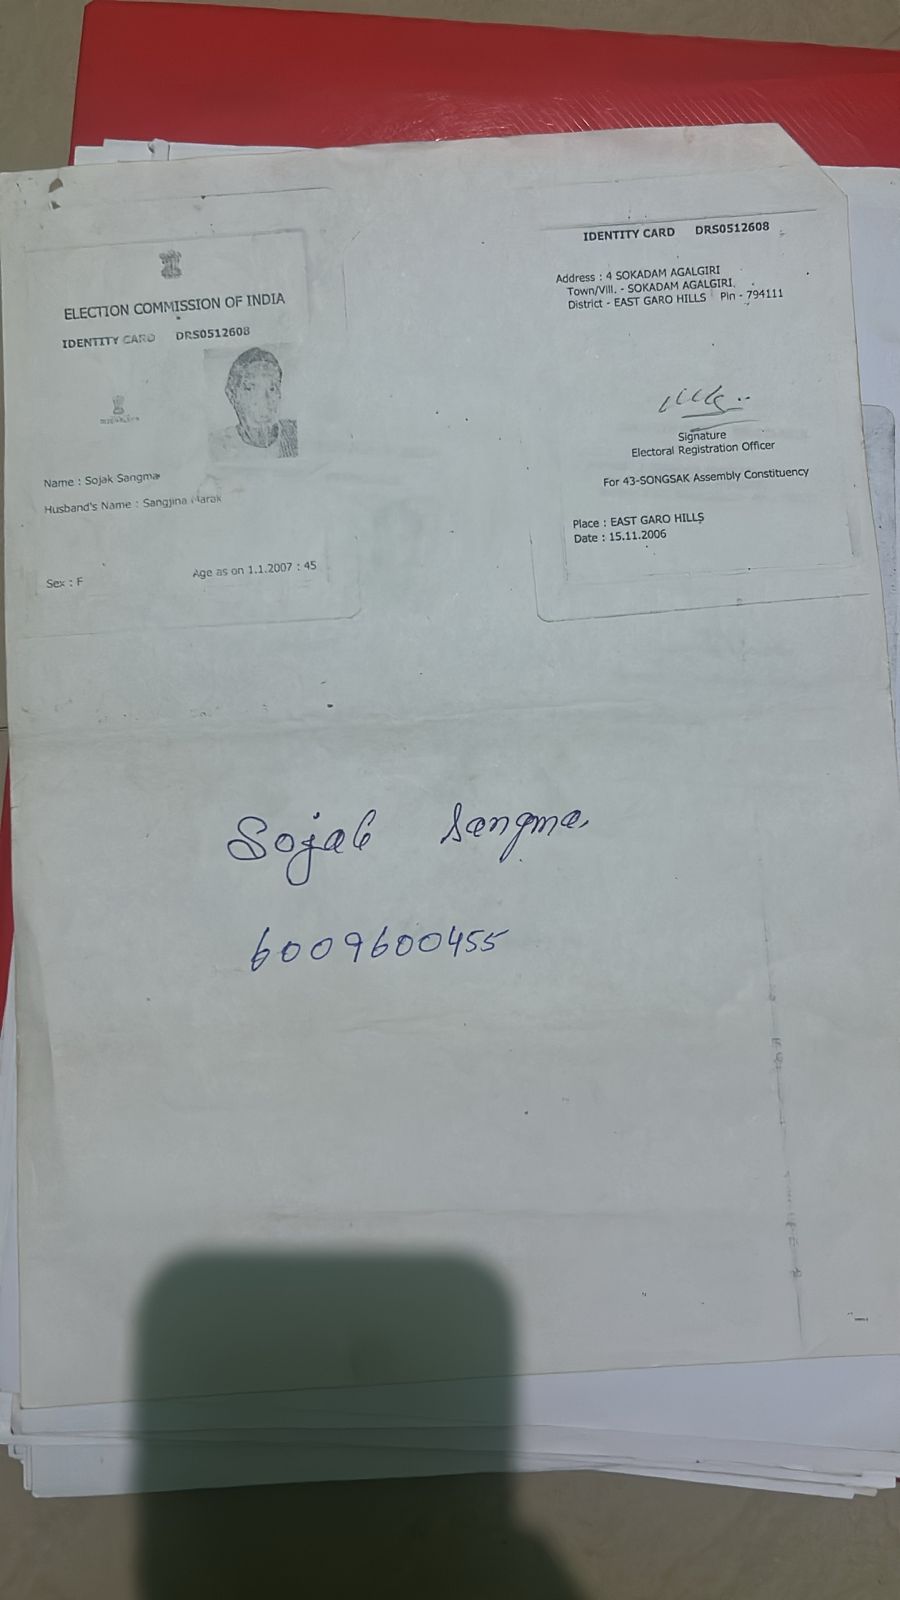 ELECTION COMMISSION OF INDIA
IDENTITY CARD DRS0512608
Name : Sojak Sangma
Husband's Name : Sangjina Marak
Sex : F Age as on 1.1.2007 : 45
IDENTITY CARD DRS0512608
Address : 4 SOKADAM AGALGIRI
Town/Vill. - SOKADAM AGALGIRI
District - EAST GARO HILLS Pin - 794111
Signature
Electoral Registration Officer
For 43-SONGSAK Assembly Constituency
Place : EAST GARO HILLS
Date : 15.11.2006
Sojak Sangma
6009600455